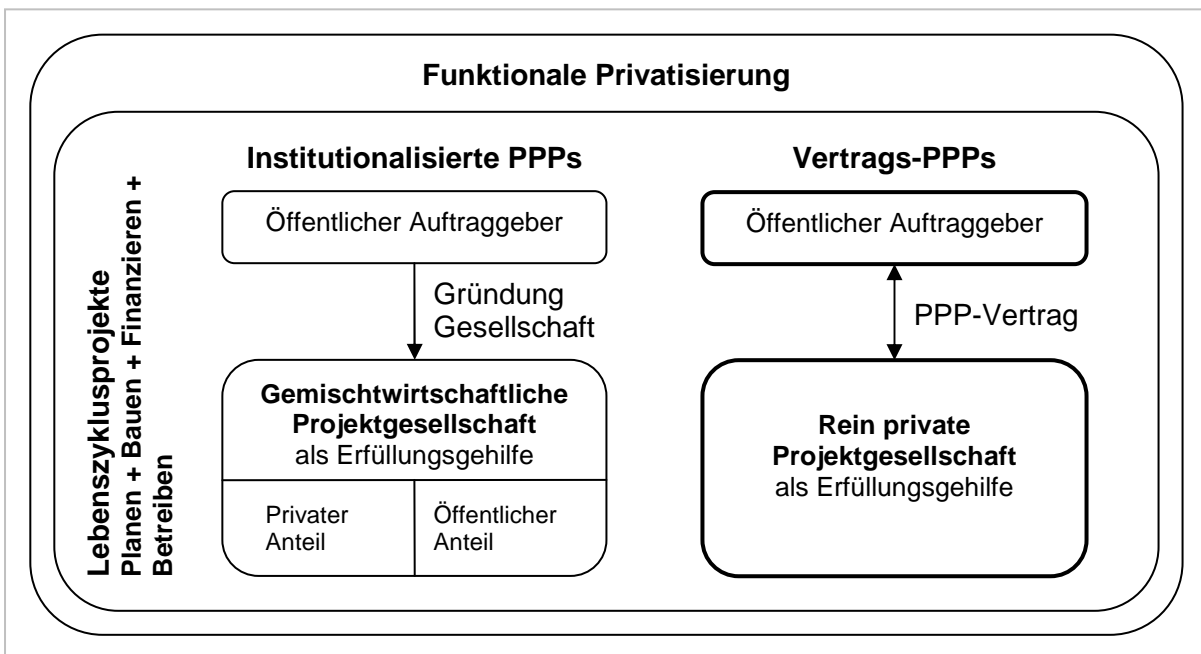 Funktionale Privatisierung
Lebenszyklusprojekte
Planen + Bauen + Finanzieren +
Betreiben
Institutionalisierte PPPs
Öffentlicher Auftraggeber
Gründung
Gesellschaft
Gemischtwirtschaftliche
Projektgesellschaft
als Erfüllungsgehilfe
Privater
Anteil
Öffentlicher
Anteil
Vertrags-PPPs
Öffentlicher Auftraggeber
PPP-Vertrag
Rein private
Projektgesellschaft
als Erfüllungsgehilfe